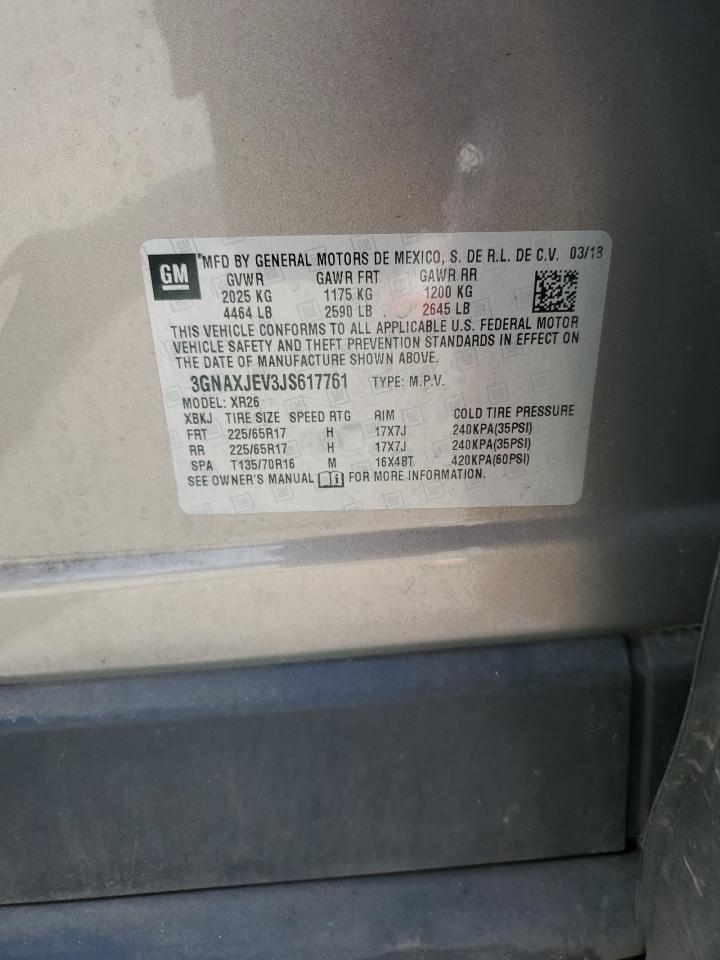 GM
*MFD BY GENERAL MOTORS DE MEXICO, S. DE R.L. DE C.V. 03/18
GVWR GAWR FRT GAWR RR
2025 KG 1175 KG 1200 KG
4464 LB 2590 LB 2645 LB
THIS VEHICLE CONFORMS TO ALL APPLICABLE U.S. FEDERAL MOTOR
VEHICLE SAFETY AND THEFT PREVENTION STANDARDS IN EFFECT ON
THE DATE OF MANUFACTURE SHOWN ABOVE.
3GNAXJEV3JS617761 TYPE: M.P.V.
MODEL: XR26
XBKJ TIRE SIZE SPEED RTG RIM COLD TIRE PRESSURE
FRT 225/65R17 H 17X7J 240KPA(35PSI)
RR 225/65R17 H 17X7J 240KPA(35PSI)
SPA T135/70R16 M 16X4BT 420KPA(60PSI)
SEE OWNER'S MANUAL FOR MORE INFORMATION.